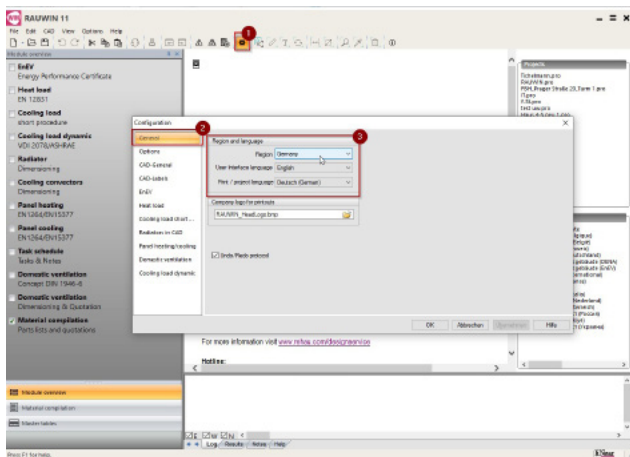 RAUWIN 11
File Edit CAD View Options Help
1
Module overview
EnEV
Energy Performance Certificate
Heat load
EN 12831
Cooling load
short procedure
Cooling load dynamic
VDI 2078/ASHRAE
Radiator
Dimensioning
Cooling convectors
Dimensioning
Panel heating
EN1264/EN15377
Panel cooling
EN1264/EN15377
Task schedule
Tasks & Notes
Domestic ventilation
Concept DIN 1946-6
Domestic ventilation
Dimensioning & Quotation
Material compilation
Parts lists and quotations
Module overview
Material compilation
Master tables
Projects
Configuration
2
General
Options
CAD-General
CAD-Labels
EnEV
Heat load
Cooling load short ...
Radiators in CAD
Panel heating/cooling
Domestic ventilation
Cooling load dynamic
3
Region and language
Region Germany
User interface language English
Print / project language Deutsch (German)
Company logo for printouts
RAUWIN_HeadLogo.bmp
Undo/Redo protocol
OK Abbrechen Übernehmen Hilfe
For more information visit www.rehau.com/designservice
Hotline:
Log Results Notes Help
Press F1 for help.